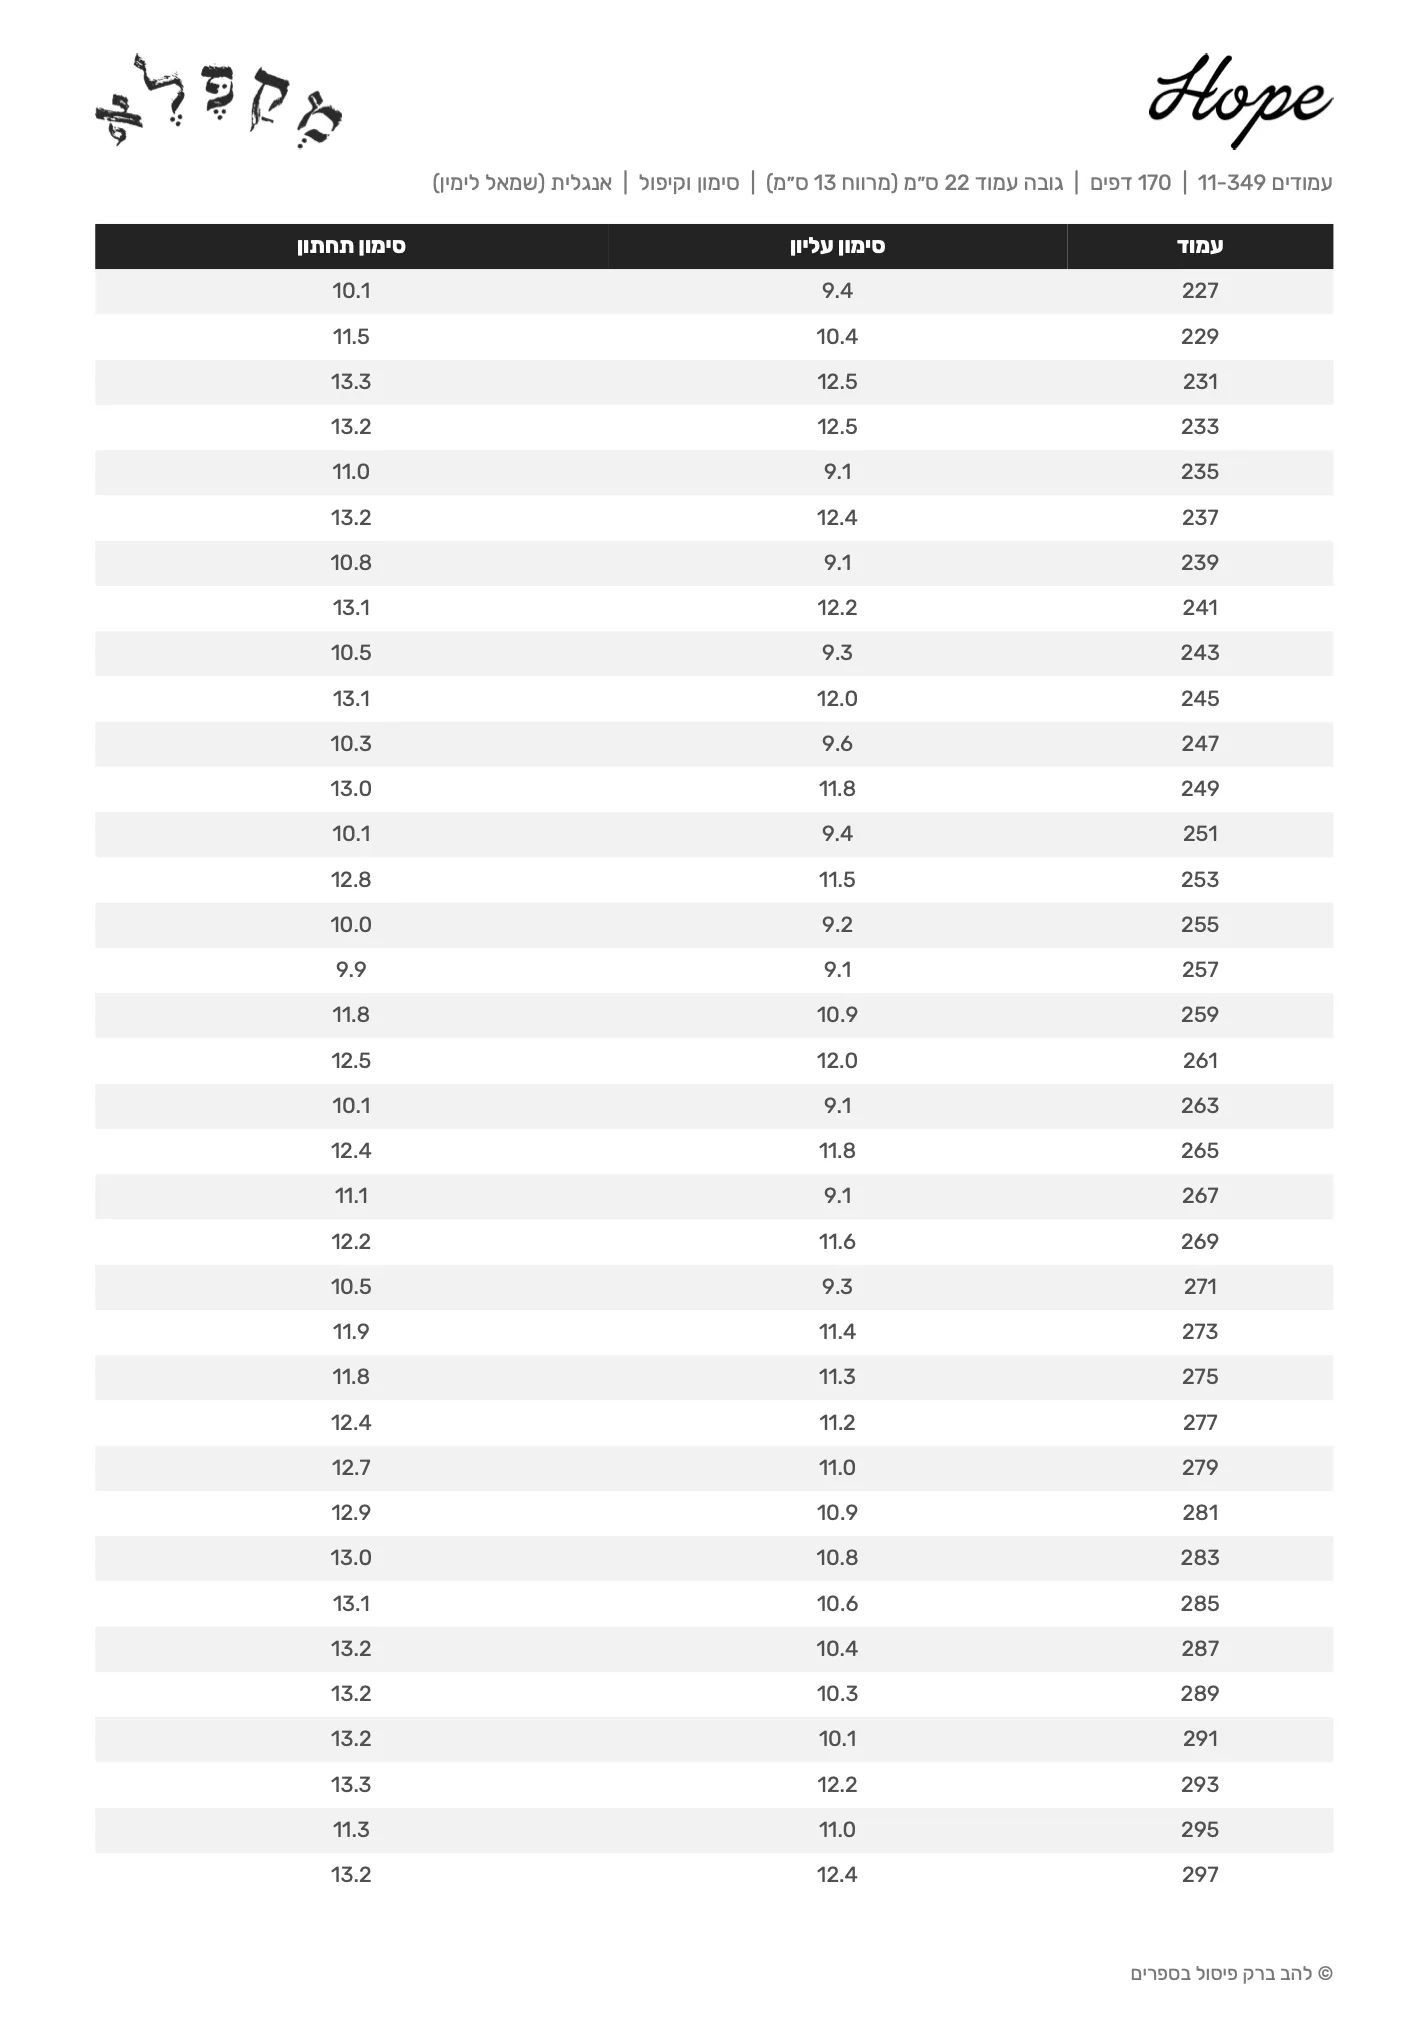 Hope
מְקַפֶּלֶת
עמודים 11-349 | 170 דפים | גובה עמוד 22 ס״מ (מרווח 13 ס״מ) | סימון וקיפול | אנגלית (שמאל לימין)
עמוד סימון עליון סימון תחתון
227 9.4 10.1
229 10.4 11.5
231 12.5 13.3
233 12.5 13.2
235 9.1 11.0
237 12.4 13.2
239 9.1 10.8
241 12.2 13.1
243 9.3 10.5
245 12.0 13.1
247 9.6 10.3
249 11.8 13.0
251 9.4 10.1
253 11.5 12.8
255 9.2 10.0
257 9.1 9.9
259 10.9 11.8
261 12.0 12.5
263 9.1 10.1
265 11.8 12.4
267 9.1 11.1
269 11.6 12.2
271 9.3 10.5
273 11.4 11.9
275 11.3 11.8
277 11.2 12.4
279 11.0 12.7
281 10.9 12.9
283 10.8 13.0
285 10.6 13.1
287 10.4 13.2
289 10.3 13.2
291 10.1 13.2
293 12.2 13.3
295 11.0 11.3
297 12.4 13.2
© להב ברק פיסול בספרים